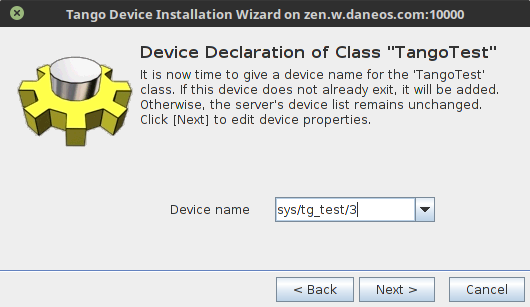 Tango Device Installation Wizard on zen.w.daneos.com:10000
Device Declaration of Class "TangoTest"
It is now time to give a device name for the 'TangoTest'
class. If this device does not already exit, it will be added.
Otherwise, the server's device list remains unchanged.
Click [Next] to edit device properties.
Device name
sys/tg_test/3
< Back
Next >
Cancel